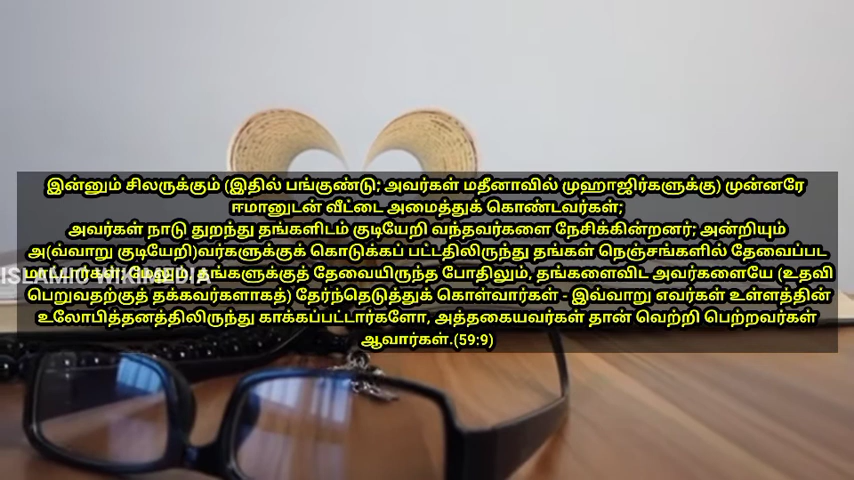 இன்னும் சிலருக்கும் (இதில் பங்குண்டு; அவர்கள் மதீனாவில் முஹாஜிர்களுக்கு) முன்னரே
ஈமானுடன் வீட்டை அமைத்துக் கொண்டவர்கள்;
அவர்கள் நாடு துறந்து தங்களிடம் குடியேறி வந்தவர்களை நேசிக்கின்றனர்; அன்றியும்
அ(வ்வாறு குடியேறி)வர்களுக்குக் கொடுக்கப் பட்டதிலிருந்து தங்கள் நெஞ்சங்களில் தேவைப்பட
மாட்டார்கள்; மேலும், தங்களுக்குத் தேவையிருந்த போதிலும், தங்களைவிட அவர்களையே (உதவி
பெறுவதற்குத் தக்கவர்களாகத்) தேர்ந்தெடுத்துக் கொள்வார்கள் - இவ்வாறு எவர்கள் உள்ளத்தின்
உலோபித்தனத்திலிருந்து காக்கப்பட்டார்களோ, அத்தகையவர்கள் தான் வெற்றி பெற்றவர்கள்
ஆவார்கள்.(59:9)
ISLAMIC WIKIMEDIA